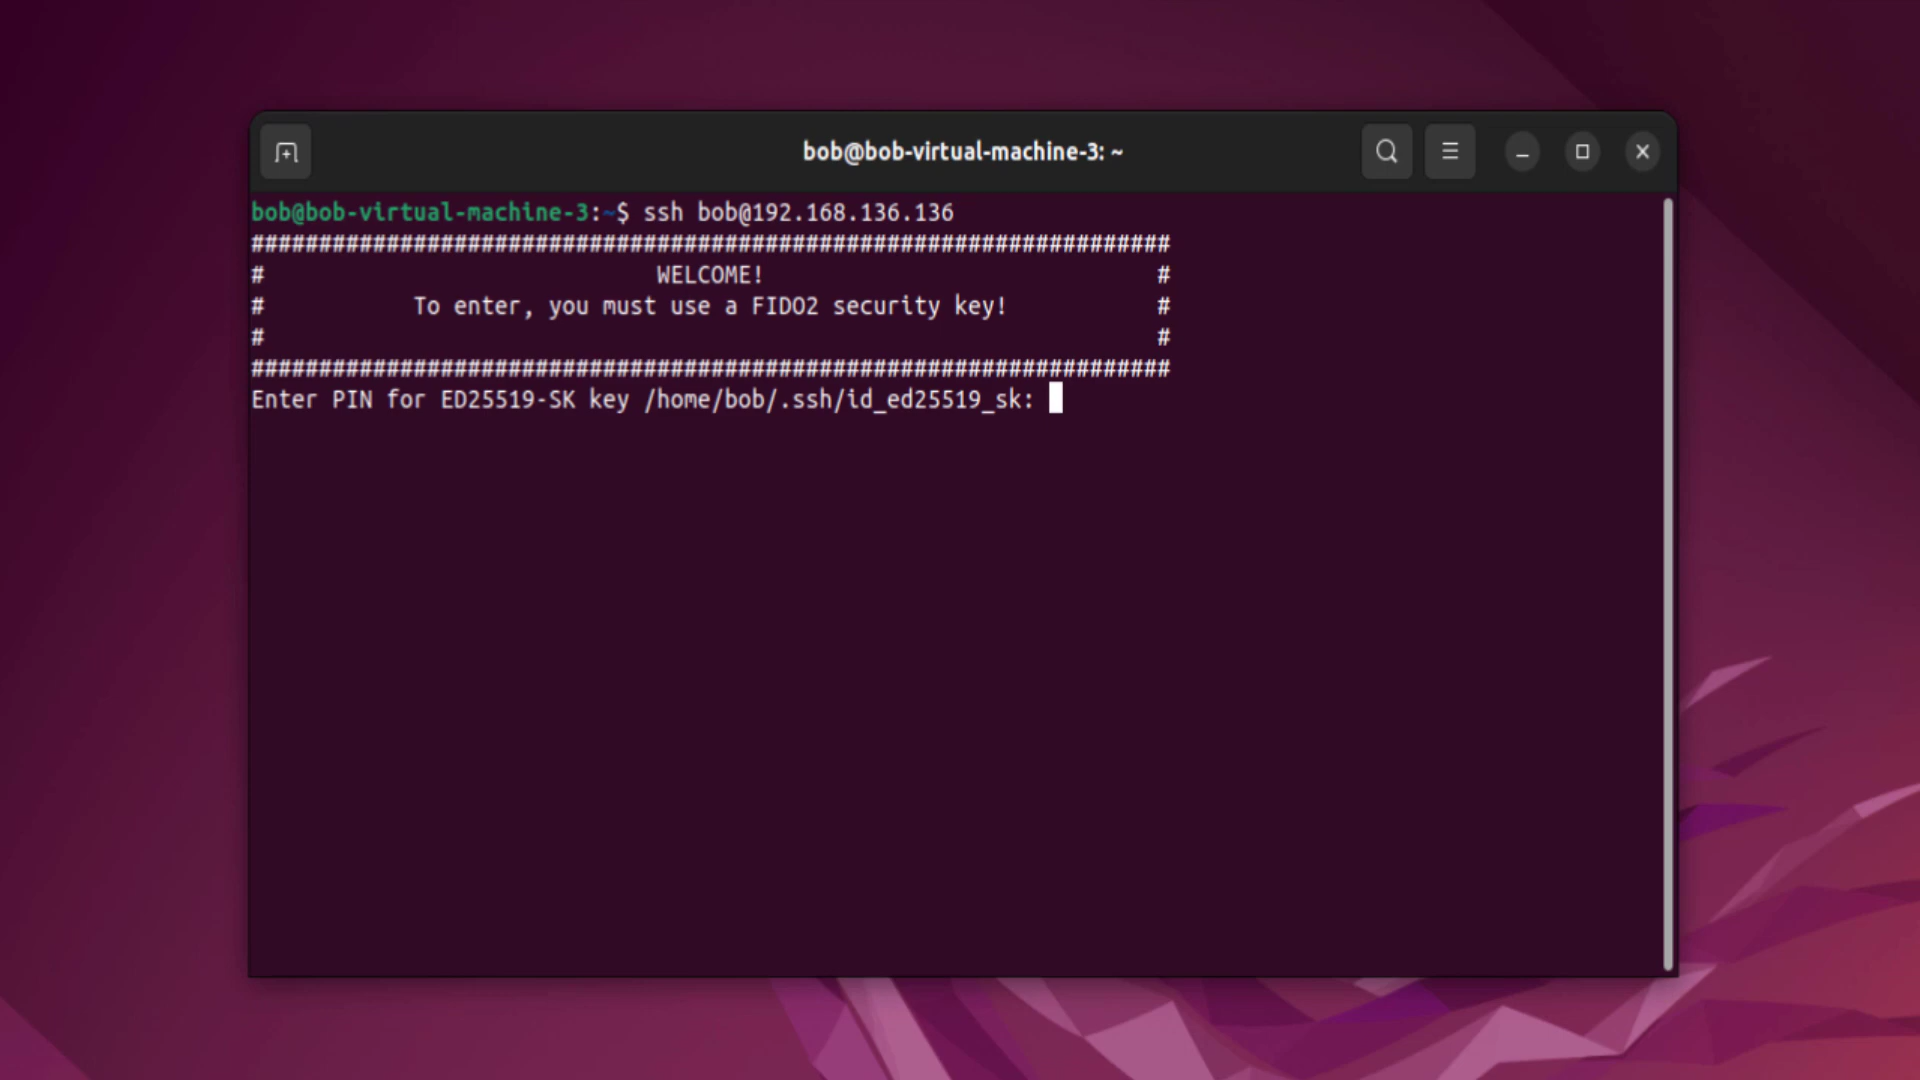 bob@bob-virtual-machine-3: ~
bob@bob-virtual-machine-3:~$ ssh bob@192.168.136.136
####################################################################
#                             WELCOME!                             #
#           To enter, you must use a FIDO2 security key!           #
#                                                                  #
####################################################################
Enter PIN for ED25519-SK key /home/bob/.ssh/id_ed25519_sk: